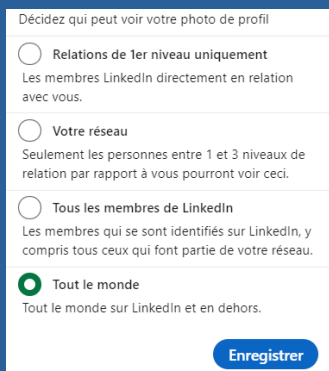 Décidez qui peut voir votre photo de profil
Relations de 1er niveau uniquement
Les membres LinkedIn directement en relation
avec vous.
Votre réseau
Seulement les personnes entre 1 et 3 niveaux de
relation par rapport à vous pourront voir ceci.
Tous les membres de LinkedIn
Les membres qui se sont identifiés sur LinkedIn, y
compris tous ceux qui font partie de votre réseau.
Tout le monde
Tout le monde sur LinkedIn et en dehors.
Enregistrer